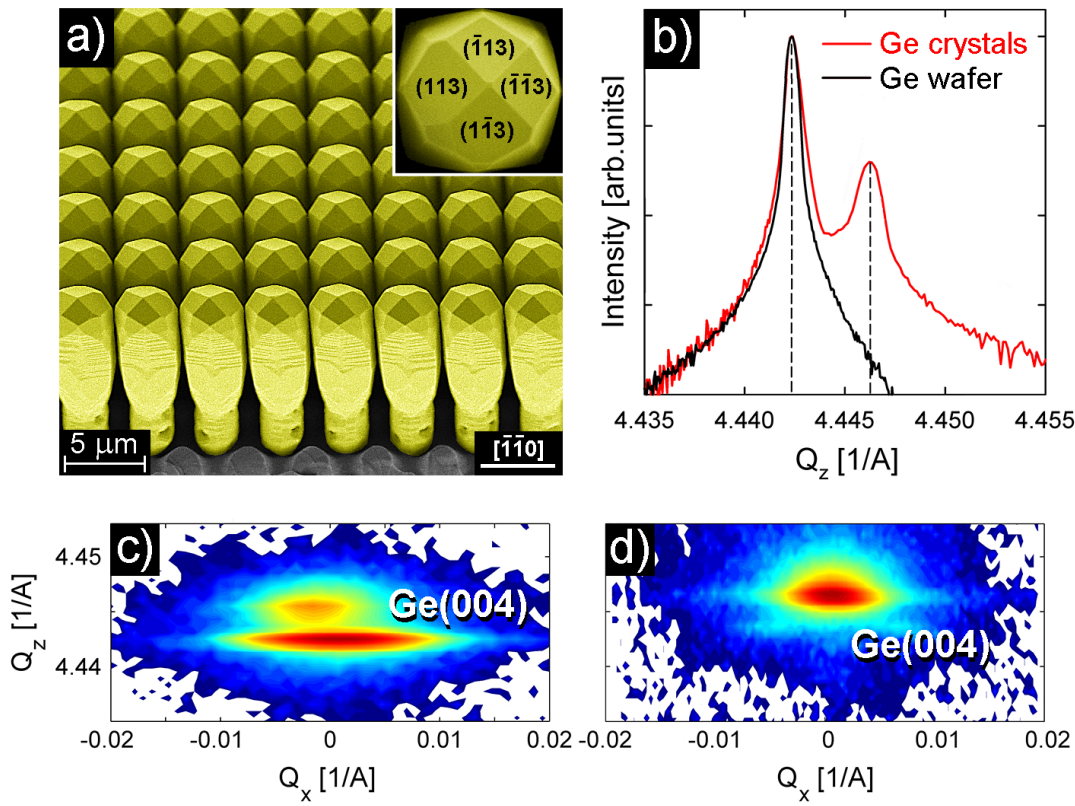 a)
(1̄13)
(113) (1̄1̄3)
(11̄3)
5 μm
[1̄1̄0]
b)
Ge crystals
Ge wafer
Intensity [arb.units]
4.435 4.440 4.445 4.450 4.455
Q_z [1/A]
c)
Ge(004)
4.45
4.44
Q_z [1/A]
-0.02 -0.01 0 0.01 0.02
Q_x [1/A]
d)
Ge(004)
-0.02 -0.01 0 0.01 0.02
Q_x [1/A]